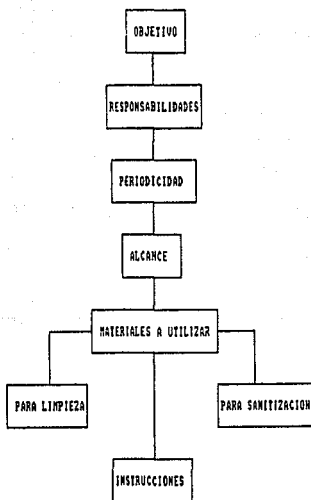 OBJETIVO
RESPONSABILIDADES
PERIODICIDAD
ALCANCE
MATERIALES A UTILIZAR
PARA LIMPIEZA
PARA SANITIZACION
INSTRUCCIONES